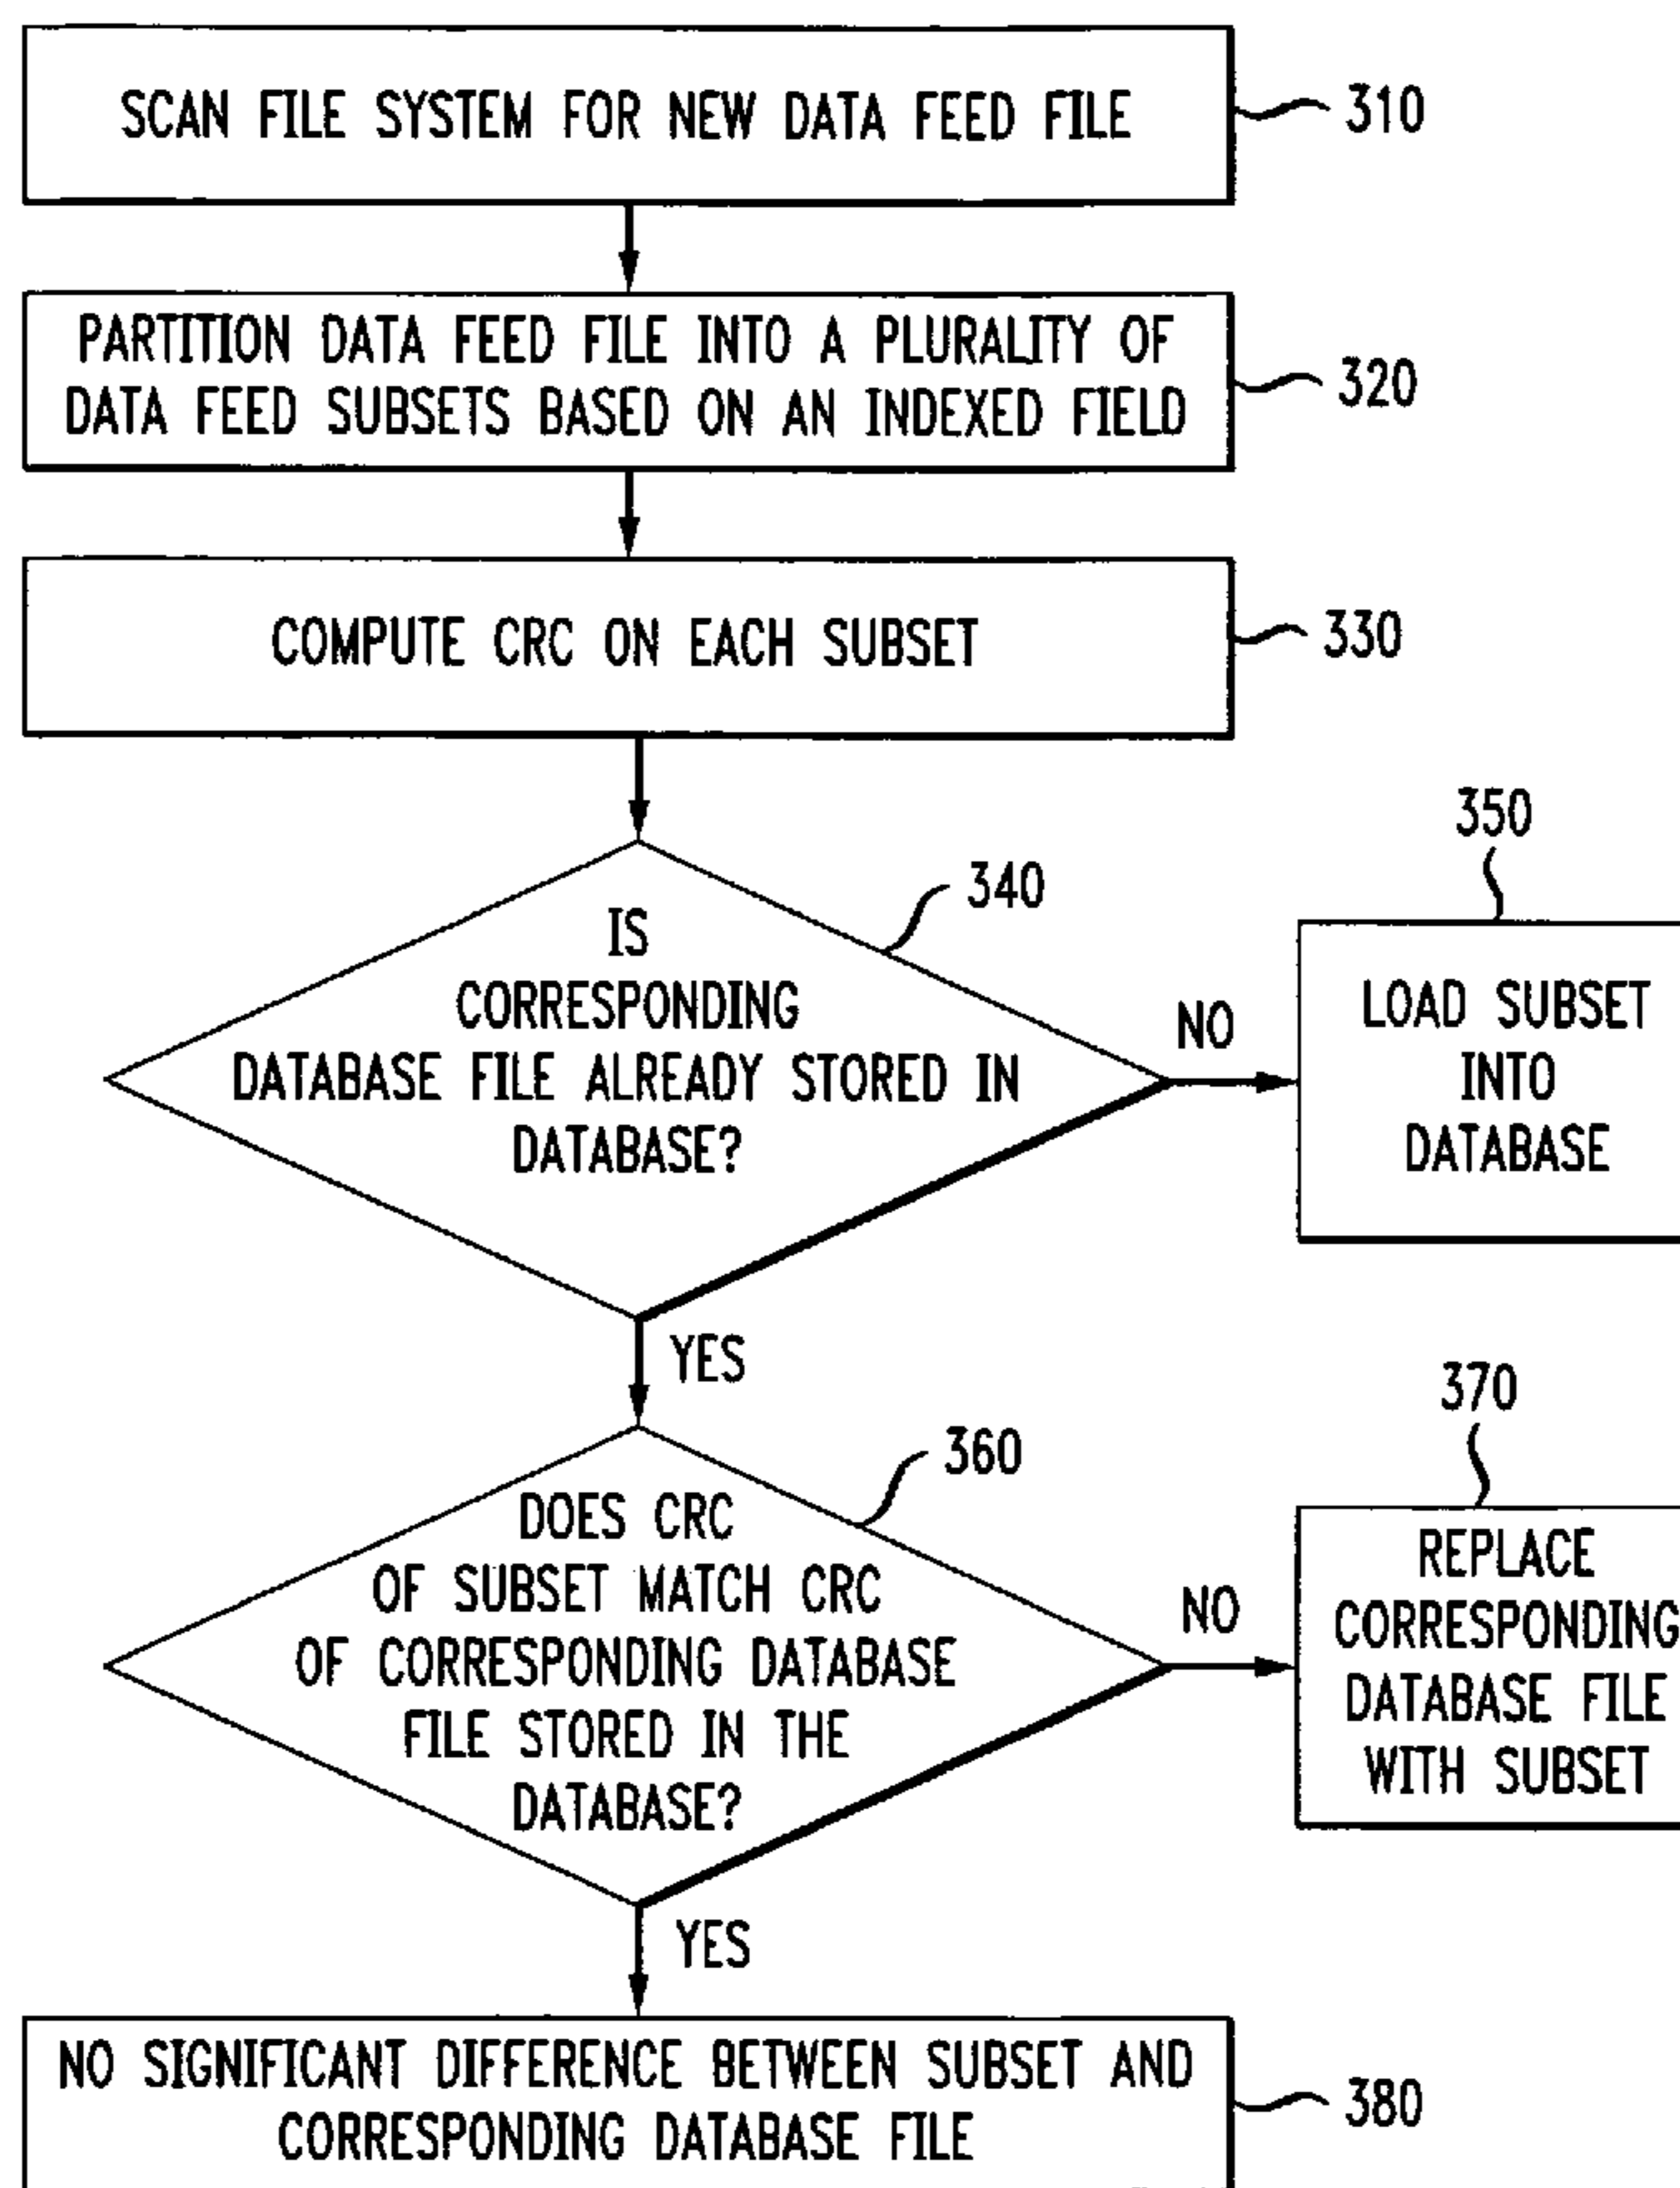 SCAN FILE SYSTEM FOR NEW DATA FEED FILE
310
PARTITION DATA FEED FILE INTO A PLURALITY OF
DATA FEED SUBSETS BASED ON AN INDEXED FIELD
320
COMPUTE CRC ON EACH SUBSET
330
340
IS
CORRESPONDING
DATABASE FILE ALREADY STORED IN
DATABASE?
NO
350
LOAD SUBSET
INTO
DATABASE
YES
360
DOES CRC
OF SUBSET MATCH CRC
OF CORRESPONDING DATABASE
FILE STORED IN THE
DATABASE?
NO
370
REPLACE
CORRESPONDING
DATABASE FILE
WITH SUBSET
YES
NO SIGNIFICANT DIFFERENCE BETWEEN SUBSET AND
CORRESPONDING DATABASE FILE
380